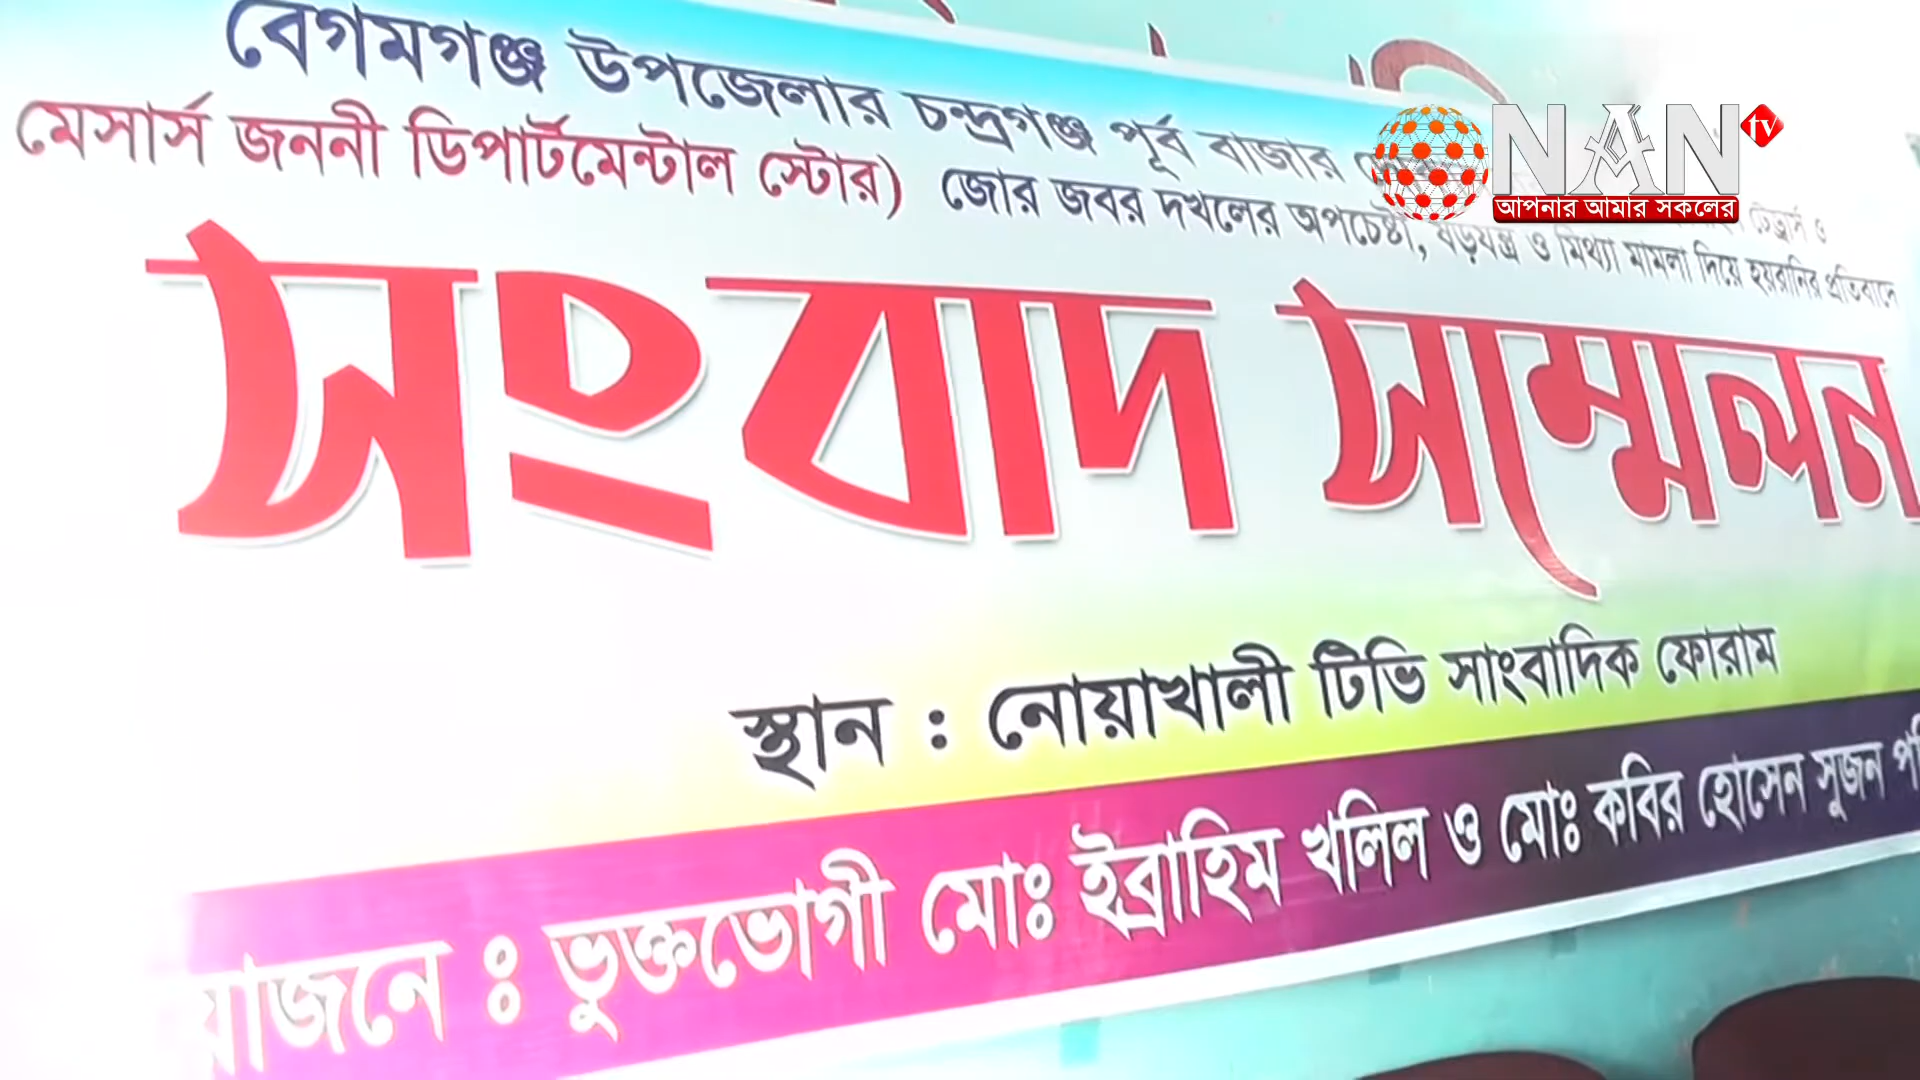 বেগমগঞ্জ উপজেলার চন্দ্রগঞ্জ পূর্ব বাজার
ট্রেডার্স ও
মেসার্স জননী ডিপার্টমেন্টাল স্টোর) জোর জবর দখলের অপচেষ্টা, ষড়যন্ত্র ও মিথ্যা মামলা দিয়ে হয়রানির প্রতিবাদে
সংবাদ সম্মেলন
স্থান : নোয়াখালী টিভি সাংবাদিক ফোরাম
য়োজনে ঃ ভুক্তভোগী মোঃ ইব্রাহিম খলিল ও মোঃ কবির হোসেন সুজন
NAN tv
আপনার আমার সকলের